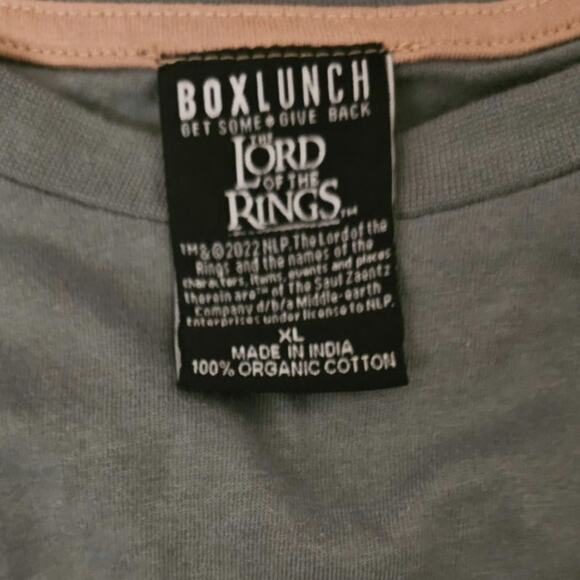 BOXLUNCH
GET SOME GIVE BACK
THE
LORD
OF THE
RINGS™
TM & © 2022 NLP. The Lord of the
Rings and the names of the
characters, items, events and places
therein are ™ of The Saul Zaentz
Company d/b/a Middle-earth
Enterprises under license to NLP.
XL
MADE IN INDIA
100% ORGANIC COTTON